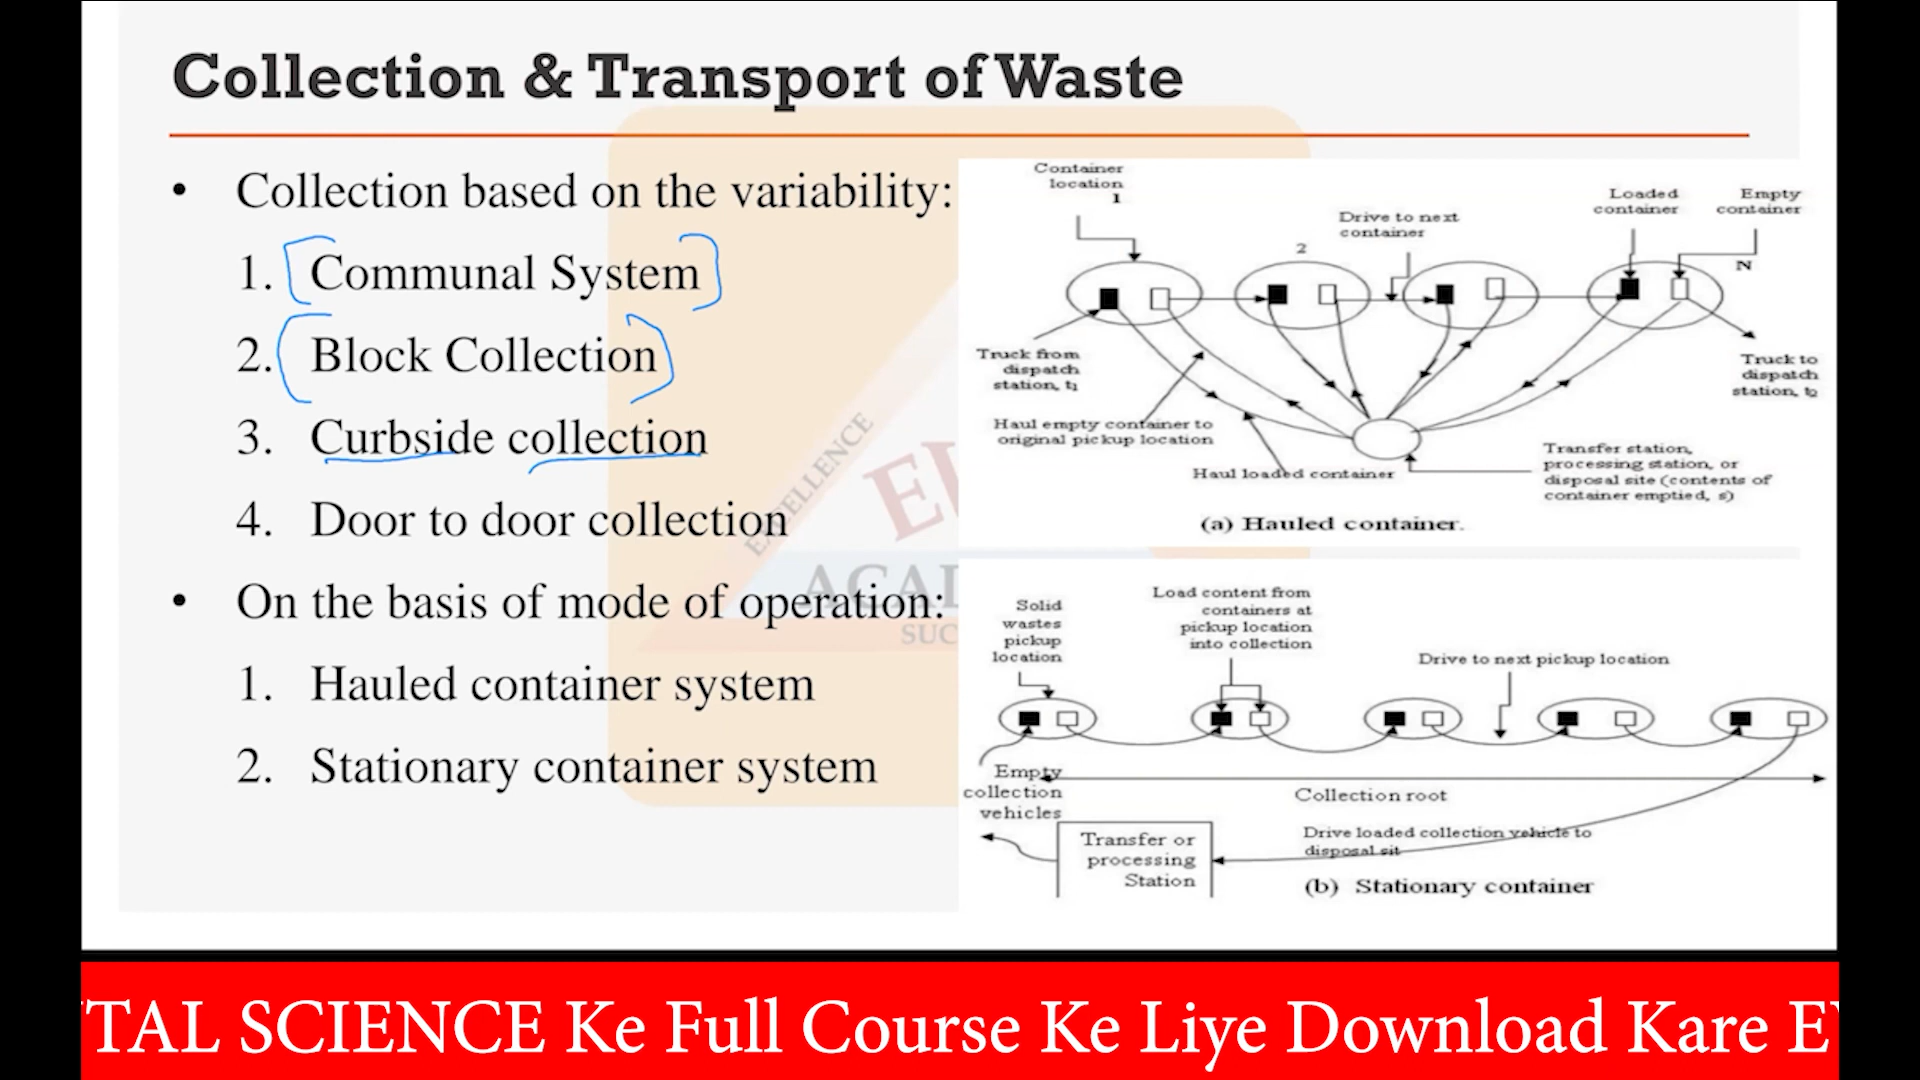 Collection & Transport of Waste
• Collection based on the variability:
1. Communal System
2. Block Collection
3. Curbside collection
4. Door to door collection
• On the basis of mode of operation:
1. Hauled container system
2. Stationary container system
EXCELLENCE
Container
location
1
2
Drive to next
container
Loaded
container
Empty
container
N
Truck from
dispatch
station, t₁
Truck to
dispatch
station, t₂
Haul empty container to
original pickup location
Haul loaded container
Transfer station,
processing station, or
disposal site (contents of
container emptied, s)
(a) Hauled container.
Solid
wastes
pickup
location
Load content from
containers at
pickup location
into collection
Drive to next pickup location
Empty
collection
vehicles
Collection root
Transfer or
processing
Station
Drive loaded collection vehicle to
disposal sit
(b) Stationary container
TAL SCIENCE Ke Full Course Ke Liye Download Kare E